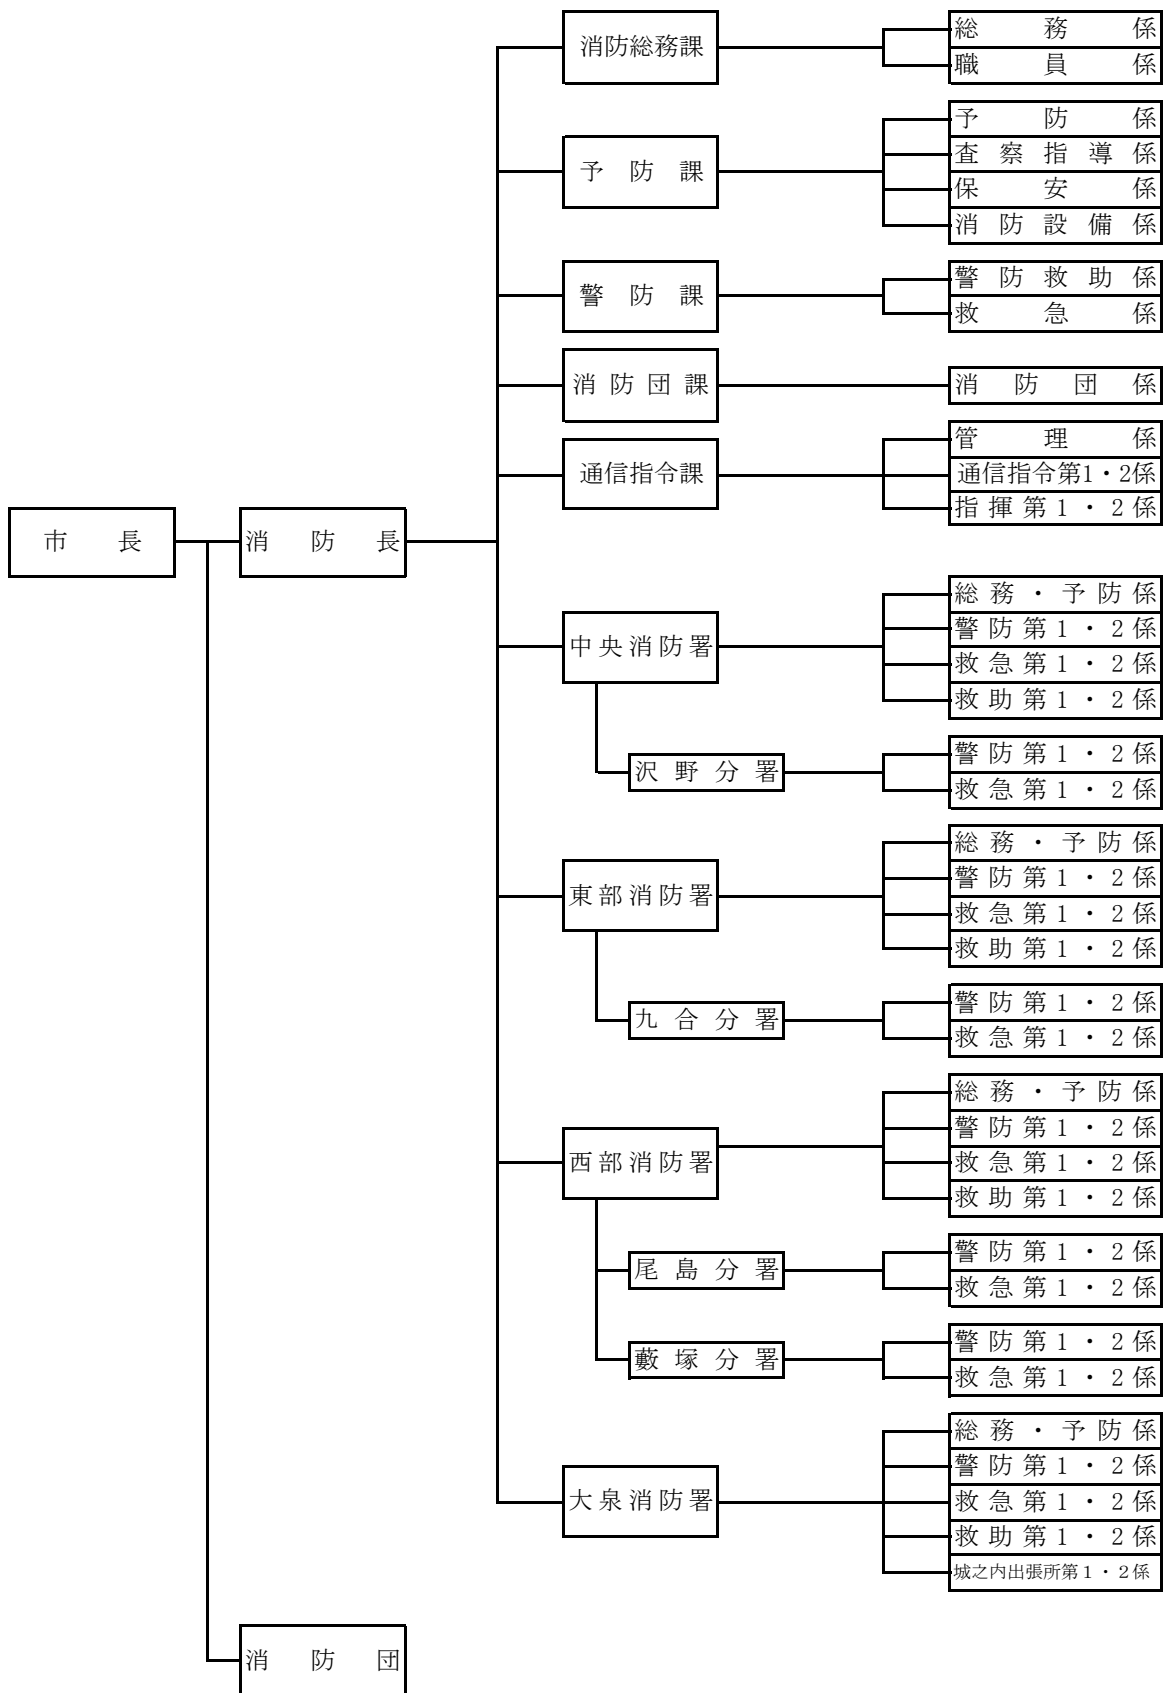 消防総務課
総務係
職員係
予防課
予防係
査察指導係
保安係
消防設備係
警防課
警防救助係
救急係
消防団課
消防団係
通信指令課
管理係
通信指令第1・2係
指揮第1・2係
市長
消防長
中央消防署
総務・予防係
警防第1・2係
救急第1・2係
救助第1・2係
沢野分署
警防第1・2係
救急第1・2係
東部消防署
総務・予防係
警防第1・2係
救急第1・2係
救助第1・2係
九合分署
警防第1・2係
救急第1・2係
西部消防署
総務・予防係
警防第1・2係
救急第1・2係
救助第1・2係
尾島分署
警防第1・2係
救急第1・2係
藪塚分署
警防第1・2係
救急第1・2係
大泉消防署
総務・予防係
警防第1・2係
救急第1・2係
救助第1・2係
城之内出張所第1・2係
消防団